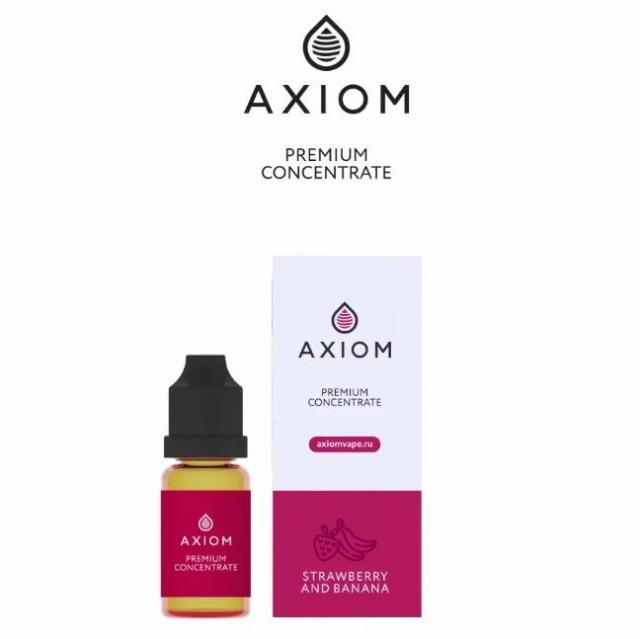 AXIOM
PREMIUM
CONCENTRATE
AXIOM
PREMIUM
CONCENTRATE
axiomvape.ru
STRAWBERRY
AND BANANA
AXIOM
PREMIUM
CONCENTRATE